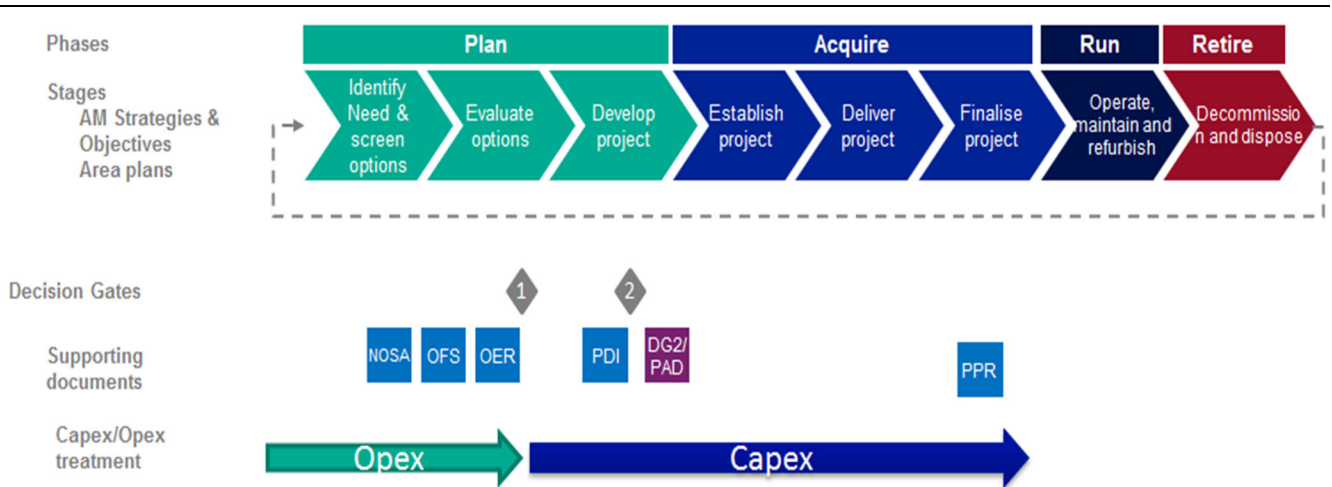 Phases
Plan
Acquire
Run
Retire
Stages
AM Strategies &
Objectives
Area plans
Identify
Need &
screen
options
Evaluate
options
Develop
project
Establish
project
Deliver
project
Finalise
project
Operate,
maintain and
refurbish
Decommissio
n and dispose
Decision Gates
1
2
Supporting
documents
NOSA
OFS
OER
PDI
DG2/
PAD
PPR
Capex/Opex
treatment
Opex
Capex